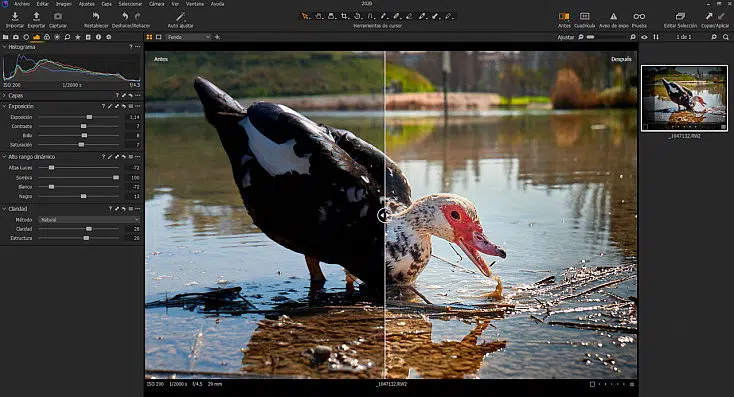 Archivo Imagen Ajustes Capa Seleccionar Cámara Ver Ventana Ayuda
2020
Importar Exportar Capturar Restablecer Deshacer/Rehacer Auto ajustar
Herramientas de cursor
Antes Cuadrícula Aviso de expo Prueba Editar Selección Copiar/Aplicar
Fondo
Ajustar
1 de 1
Histograma
ISO 200 1/2000 s f/4.5
Capas
Exposición
Exposición 1,14
Contraste 7
Brillo 8
Saturación 7
Alto rango dinámico
Altas Luces -72
Sombra 100
Blanco -72
Negro 13
Claridad
Método Natural
Claridad 28
Estructura 20
Antes
Después
ISO 200 1/2000 s f/4.5 29 mm
_1047132.RW2
_1047132.RW2